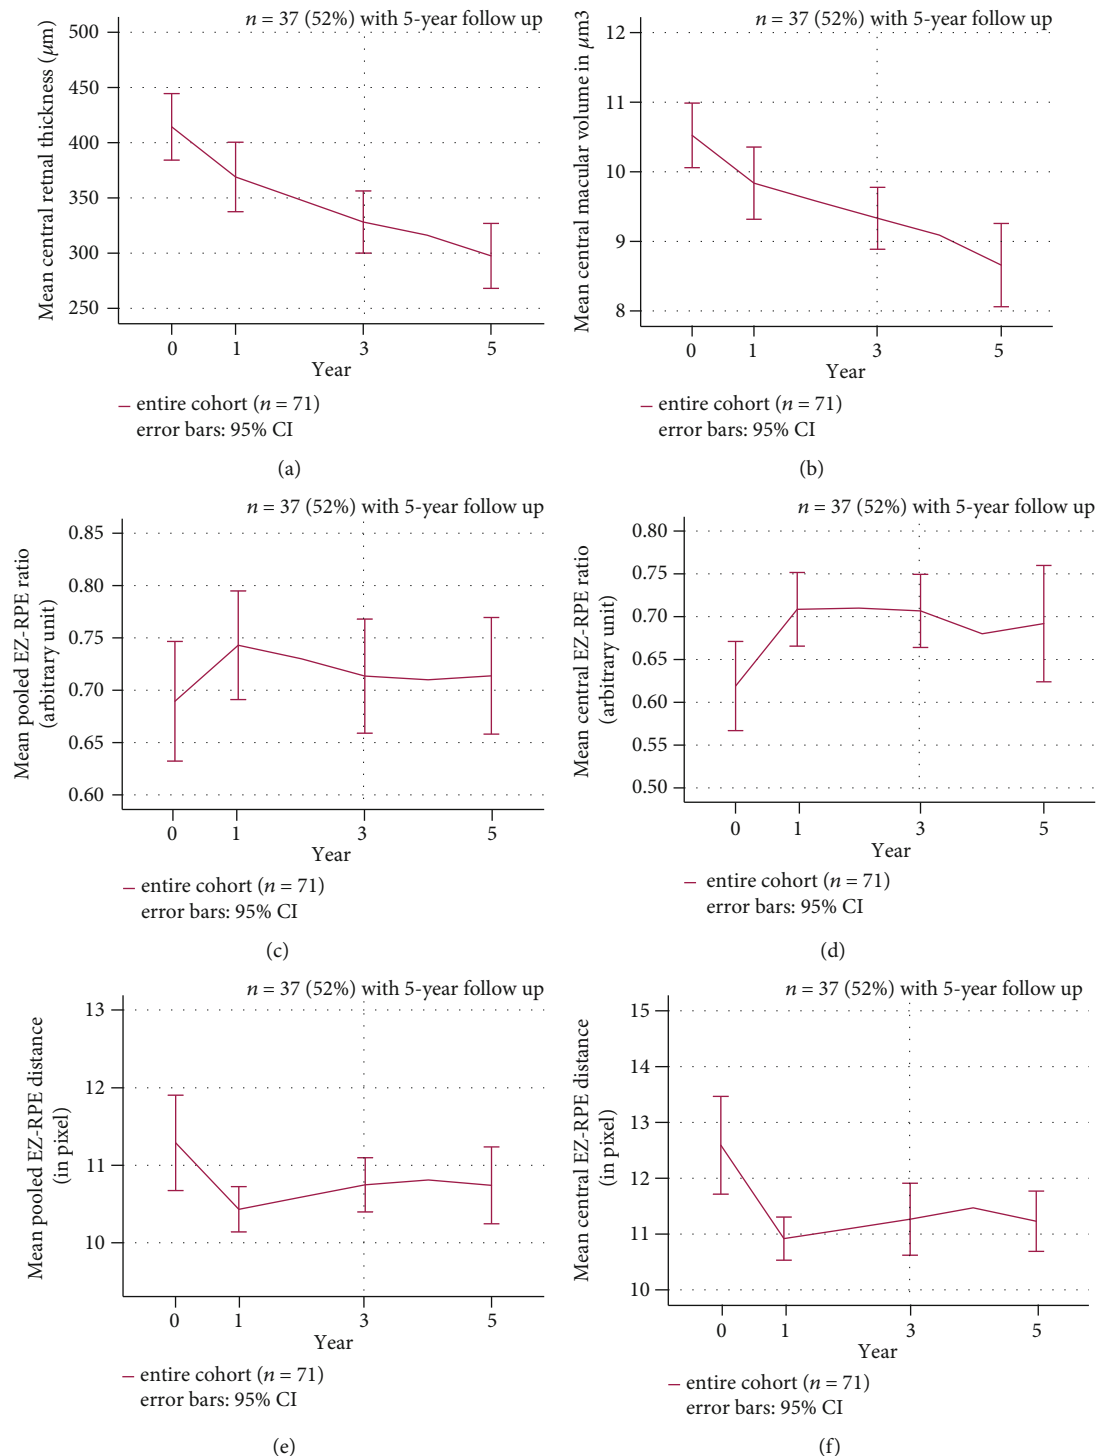 n = 37 (52%) with 5-year follow up
Mean central retnal thickness (μm)
500
450
400
350
300
250
0 1 3 5
Year
entire cohort (n = 71)
error bars: 95% CI
(a)
n = 37 (52%) with 5-year follow up
Mean central macular volume in μm3
12
11
10
9
8
0 1 3 5
Year
entire cohort (n = 71)
error bars: 95% CI
(b)
n = 37 (52%) with 5-year follow up
Mean pooled EZ-RPE ratio
(arbitrary unit)
0.85
0.80
0.75
0.70
0.65
0.60
0 1 3 5
Year
entire cohort (n = 71)
error bars: 95% CI
(c)
n = 37 (52%) with 5-year follow up
Mean central EZ-RPE ratio
(arbitrary unit)
0.80
0.75
0.70
0.65
0.60
0.55
0.50
0 1 3 5
Year
entire cohort (n = 71)
error bars: 95% CI
(d)
n = 37 (52%) with 5-year follow up
Mean pooled EZ-RPE distance
(in pixel)
13
12
11
10
0 1 3 5
Year
entire cohort (n = 71)
error bars: 95% CI
(e)
n = 37 (52%) with 5-year follow up
Mean central EZ-RPE distance
(in pixel)
15
14
13
12
11
10
0 1 3 5
Year
entire cohort (n = 71)
error bars: 95% CI
(f)